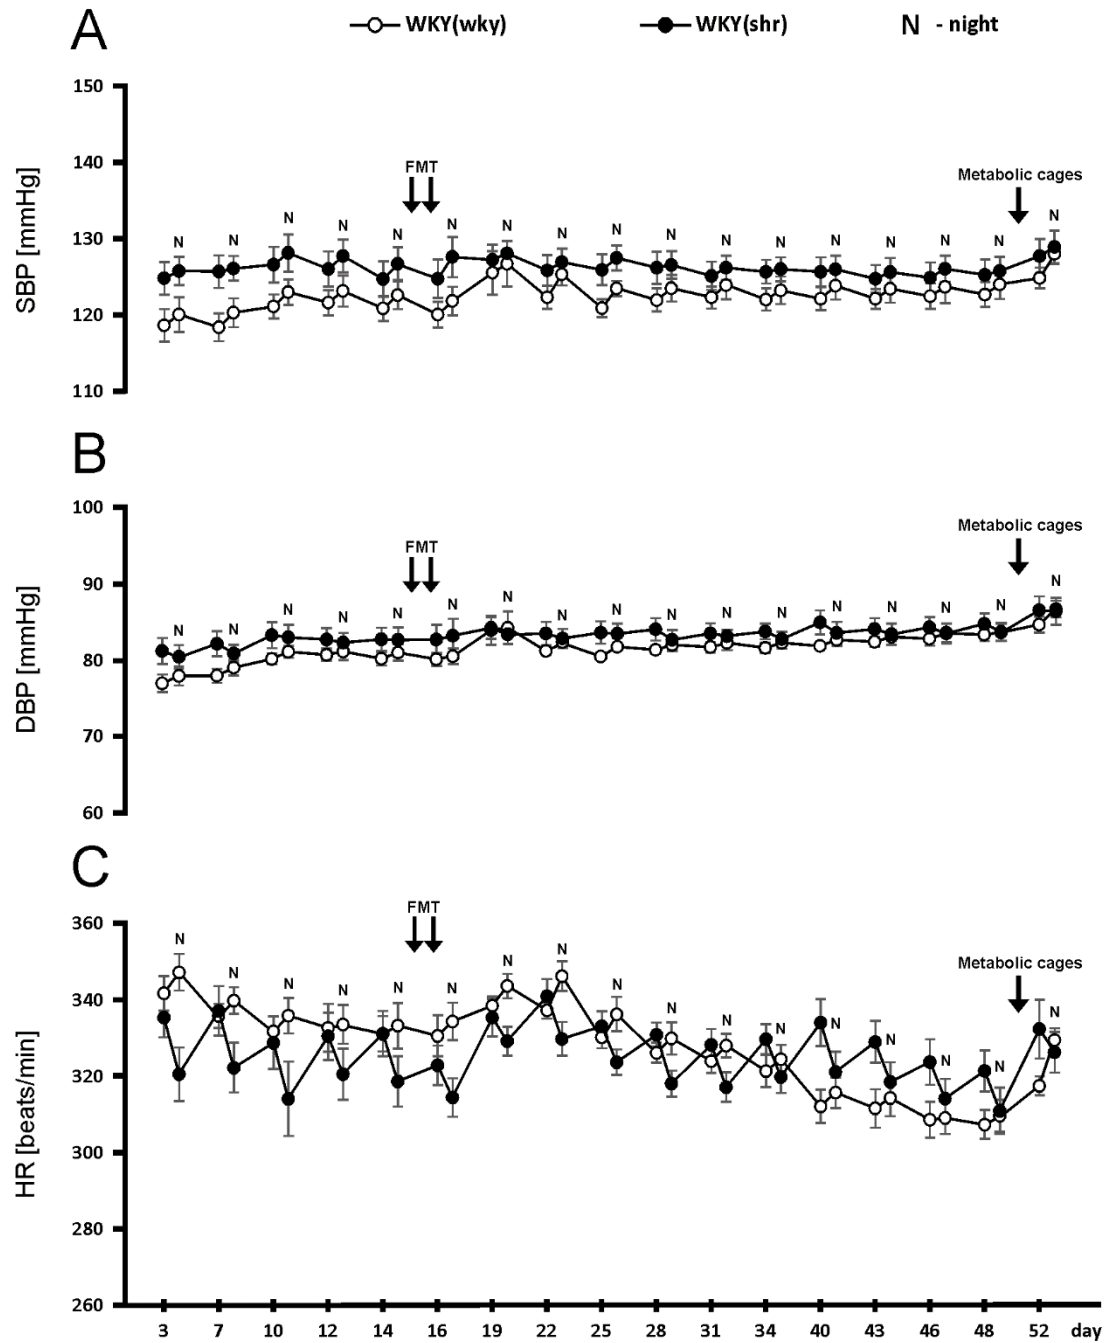 A
WKY(wky) WKY(shr) N - night
150
140
130
120
110
SBP [mmHg]
FMT
Metabolic cages
N N N N N N N N N N N N N N N N N
B
100
90
80
70
60
DBP [mmHg]
FMT
Metabolic cages
N N N N N N N N N N N N N N N N N
C
360
340
320
300
280
260
HR [beats/min]
FMT
Metabolic cages
N N N N N N N N N N N N N N N N N
3 7 10 12 14 16 19 22 25 28 31 34 40 43 46 48 52 day